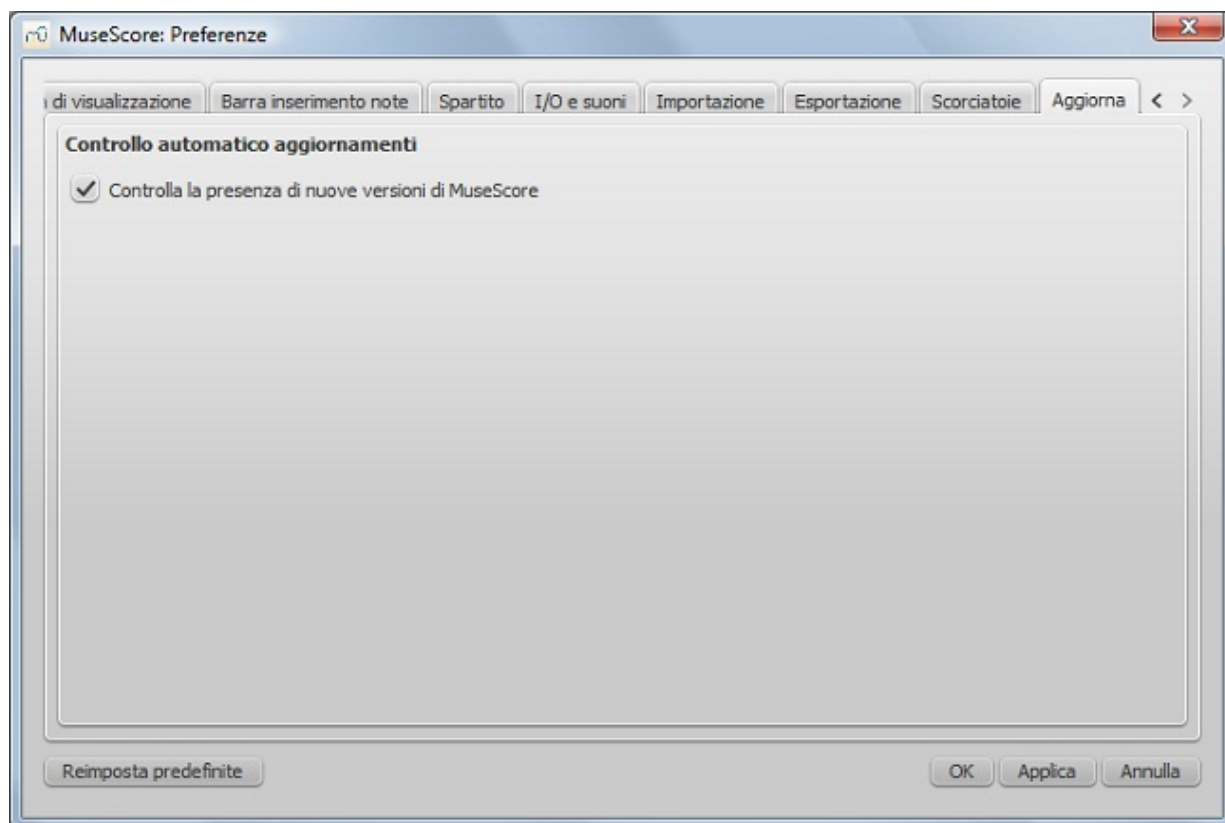 MuseScore: Preferenze
di visualizzazione Barra inserimento note Spartito I/O e suoni Importazione Esportazione Scorciatoie Aggiorna < >
Controllo automatico aggiornamenti
Controlla la presenza di nuove versioni di MuseScore
Reimposta predefinite OK Applica Annulla